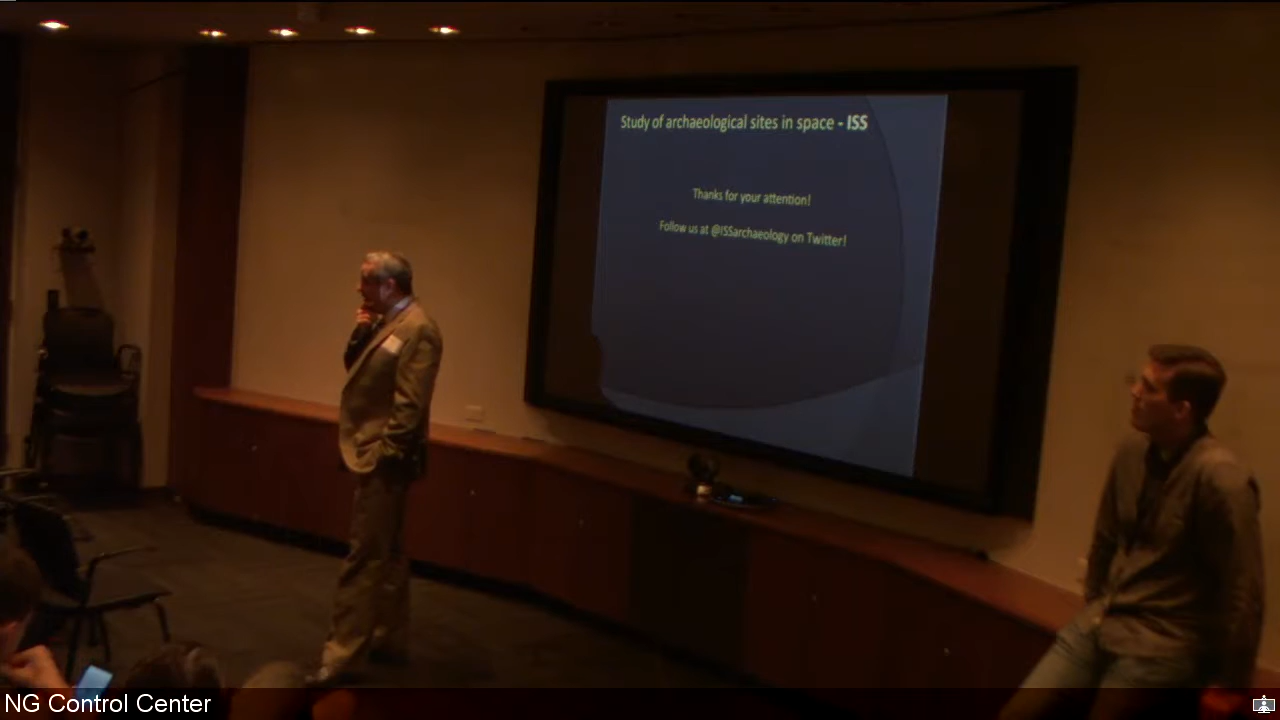 Study of archaeological sites in space - ISS
Thanks for your attention!
Follow us at @ISSarchaeology on Twitter!
NG Control Center